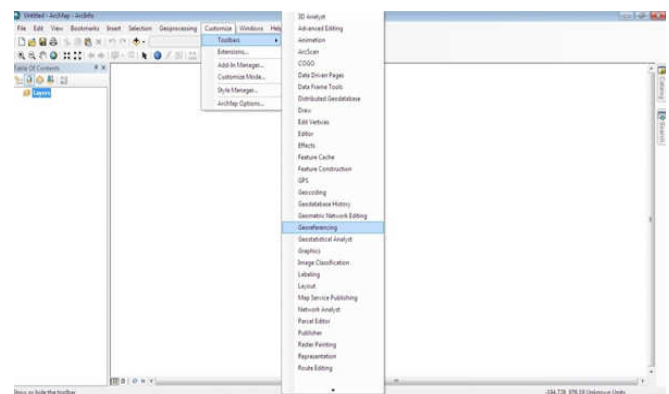 Untitled - ArcMap - ArcInfo
File Edit View Bookmarks Insert Selection Geoprocessing Customize Windows Help
Table Of Contents
Layers
Toolbars
Extensions...
Add-In Manager...
Customize Mode...
Style Manager...
ArcMap Options...
3D Analyst
Advanced Editing
Animation
ArcScan
COGO
Data Driven Pages
Data Frame Tools
Distributed Geodatabase
Draw
Edit Vertices
Editor
Effects
Feature Cache
Feature Construction
GPS
Geocoding
Geodatabase History
Geometric Network Editing
Georeferencing
Geostatistical Analyst
Graphics
Image Classification
Labeling
Layout
Map Service Publishing
Network Analyst
Parcel Editor
Publisher
Raster Painting
Representation
Route Editing
Catalog
Search
Show or hide the toolbar
Unknown Units